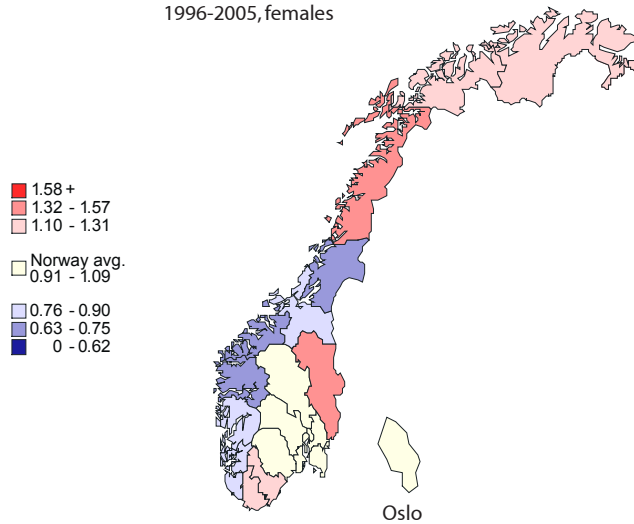 1996-2005, females
1.58 +
1.32 - 1.57
1.10 - 1.31
Norway avg.
0.91 - 1.09
0.76 - 0.90
0.63 - 0.75
0 - 0.62
Oslo